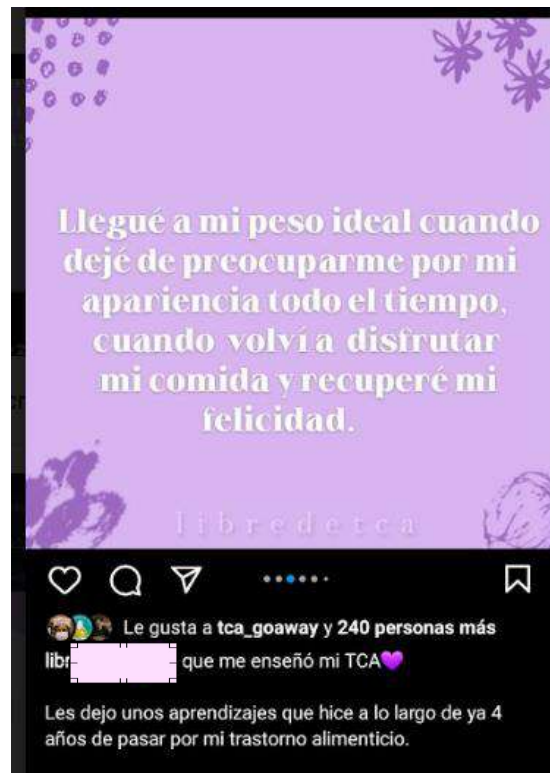 Llegué a mi peso ideal cuando
dejé de preocuparme por mi
apariencia todo el tiempo,
cuando volví a disfrutar
mi comida y recuperé mi
felicidad.
libredetca
Le gusta a tca_goaway y 240 personas más
libr que me enseñó mi TCA💜
Les dejo unos aprendizajes que hice a lo largo de ya 4
años de pasar por mi trastorno alimenticio.